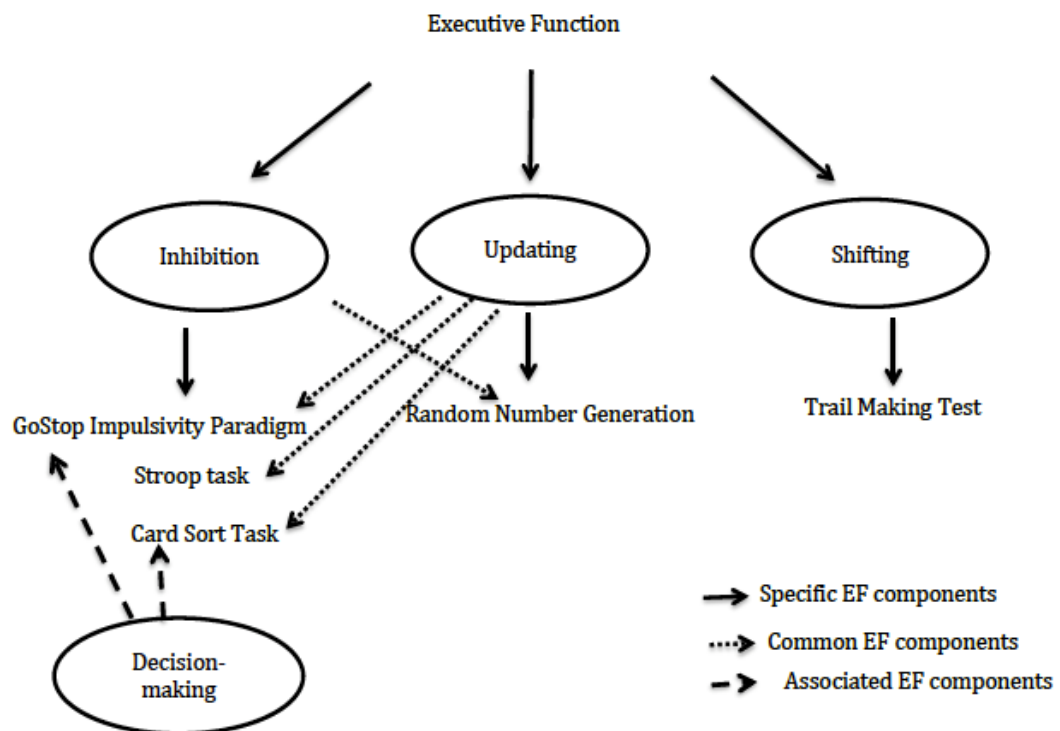 Executive Function
Inhibition
Updating
Shifting
GoStop Impulsivity Paradigm
Random Number Generation
Trail Making Test
Stroop task
Card Sort Task
Decision-
making
Specific EF components
Common EF components
Associated EF components